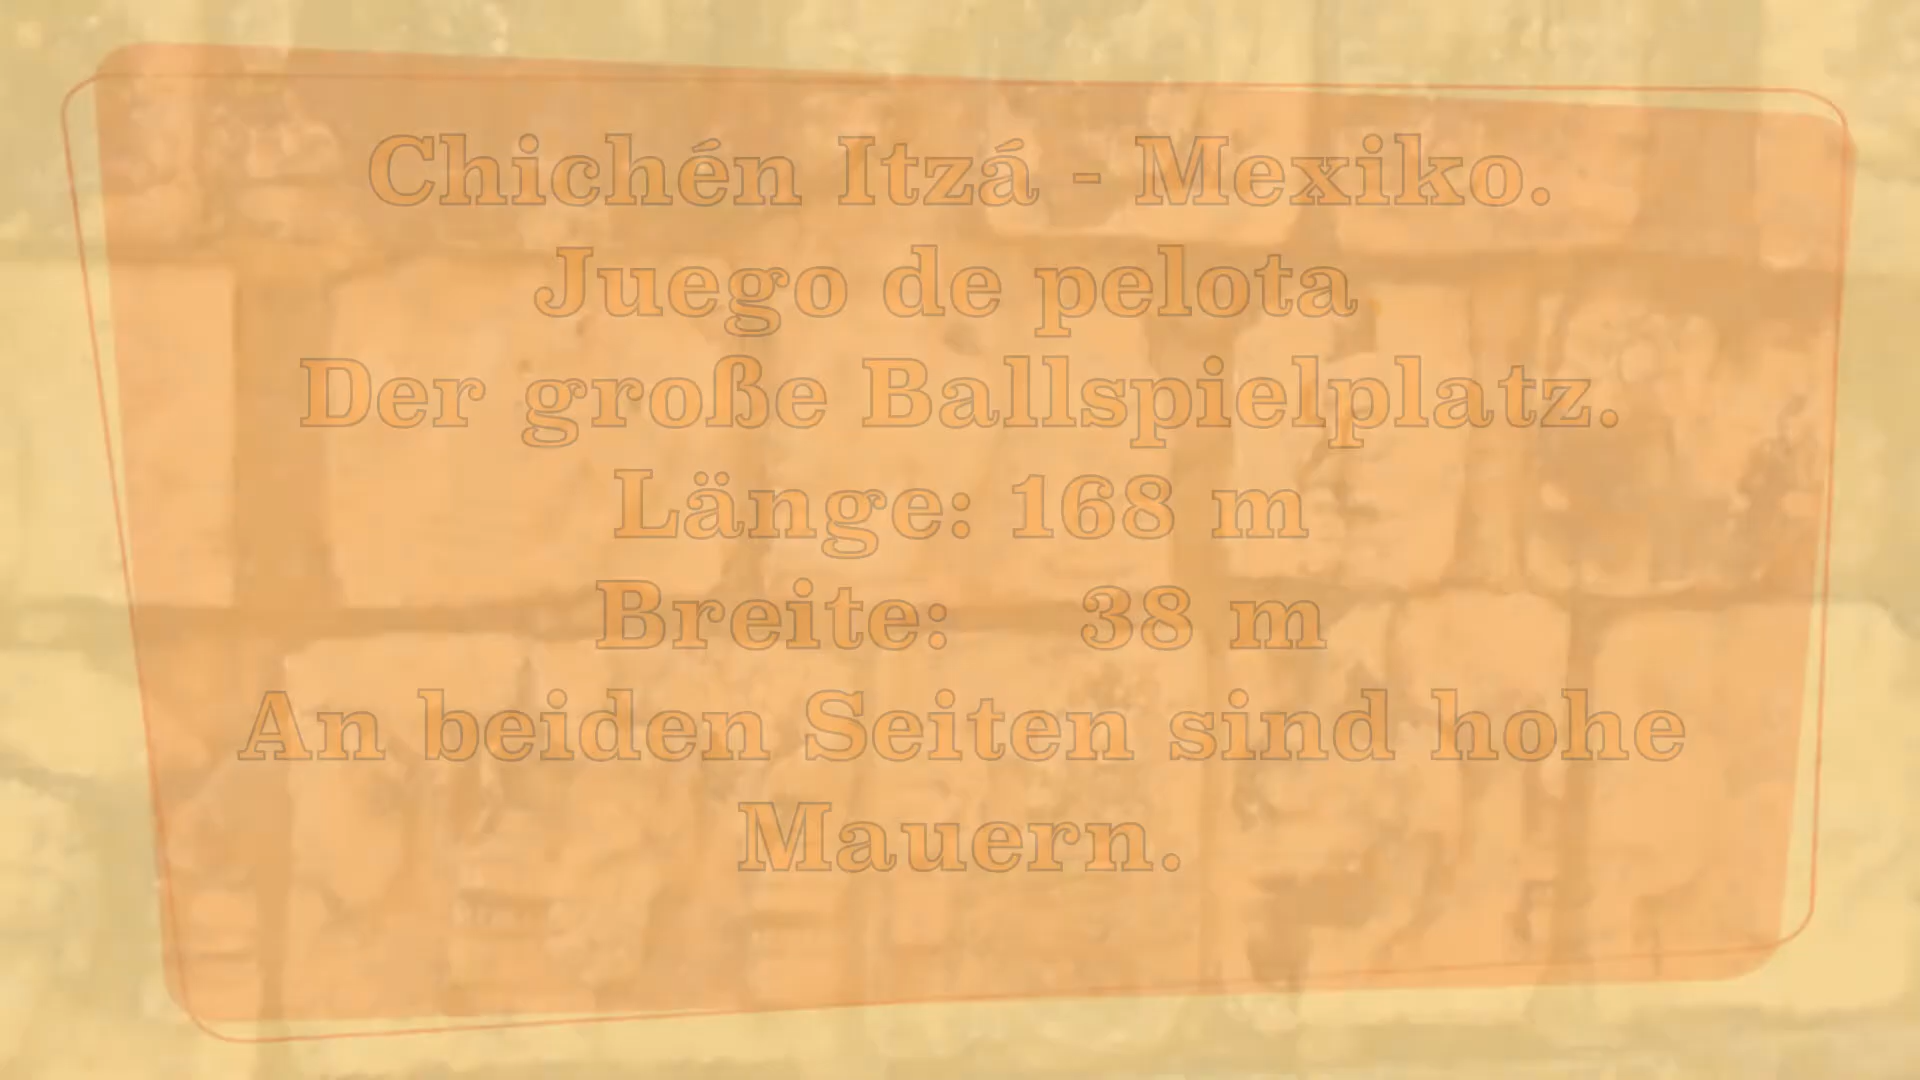 Chichén Itzá - Mexiko.
Juego de pelota
Der große Ballspielplatz.
Länge: 168 m
Breite: 38 m
An beiden Seiten sind hohe
Mauern.